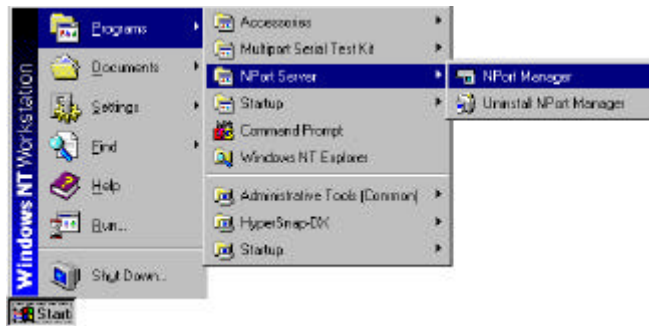 Windows NT Workstation
Programs
Documents
Settings
Find
Help
Run...
Shut Down...
Start
Accessories
Multiport Serial Test Kit
NPort Server
Startup
Command Prompt
Windows NT Explorer
Administrative Tools (Common)
HyperSnap-DX
Startup
NPort Manager
Uninstall NPort Manager